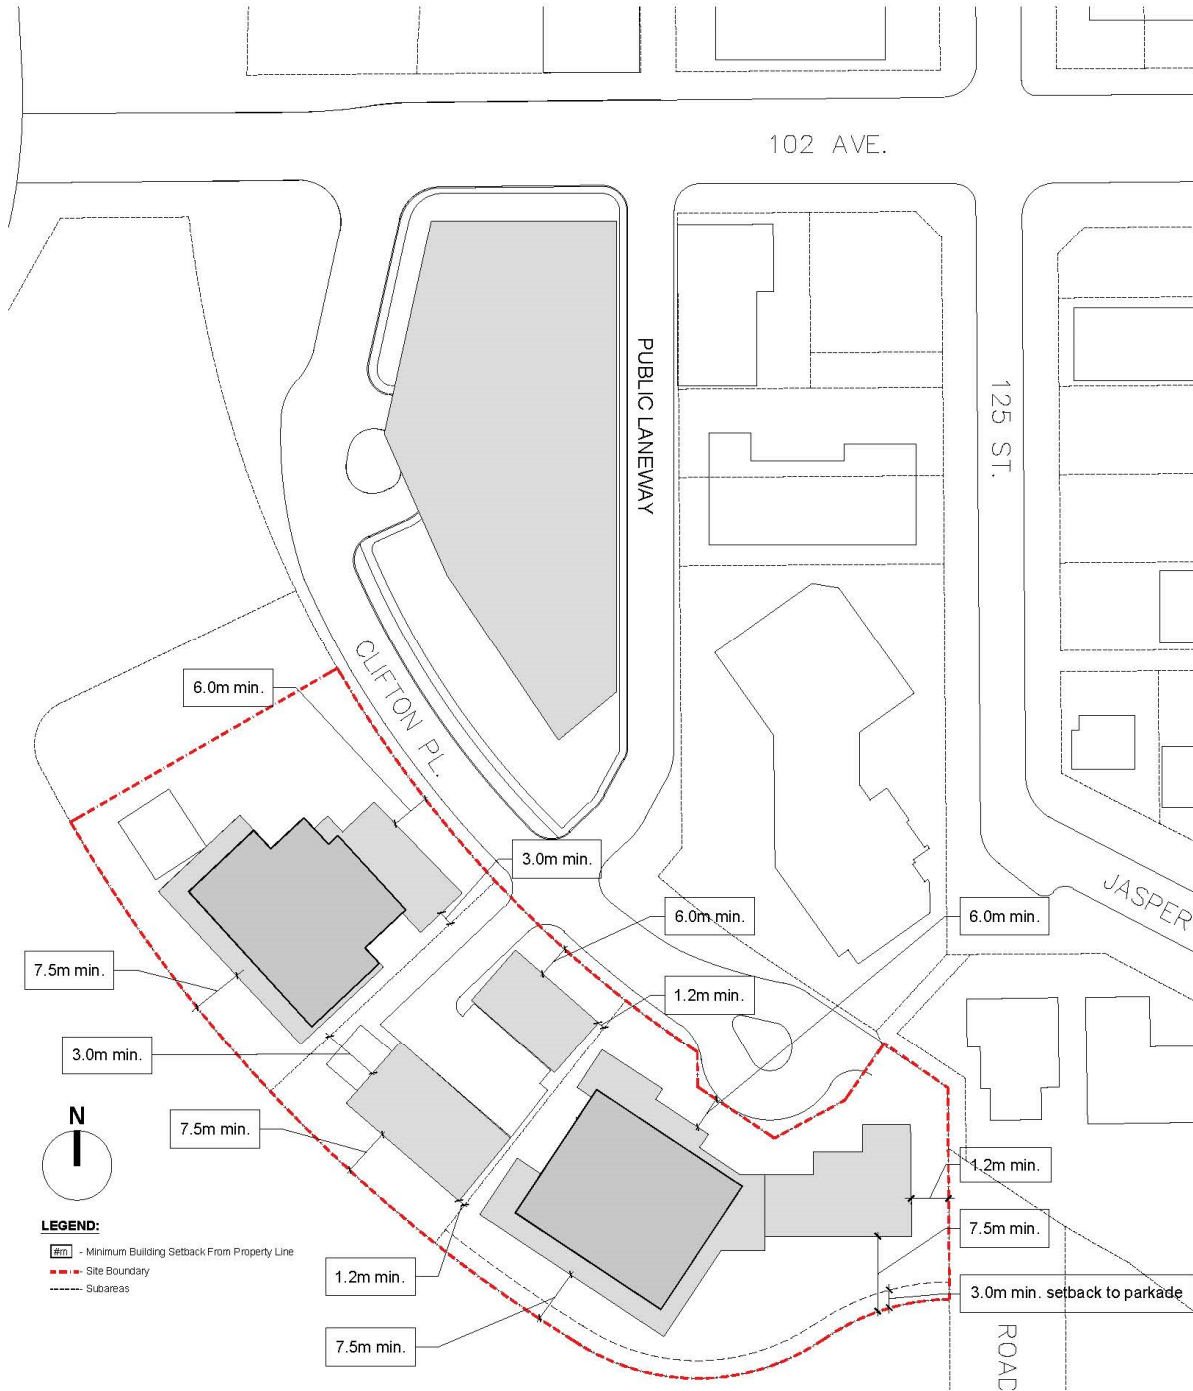 102 AVE.
PUBLIC LANEWAY
125 ST.
CLIFTON PL.
6.0m min.
3.0m min.
JASPER
6.0m min.
6.0m min.
7.5m min.
1.2m min.
3.0m min.
N
7.5m min.
1.2m min.
7.5m min.
LEGEND:
#m - Minimum Building Setback From Property Line
Site Boundary
Subareas
1.2m min.
3.0m min. setback to parkade
7.5m min.
ROAD